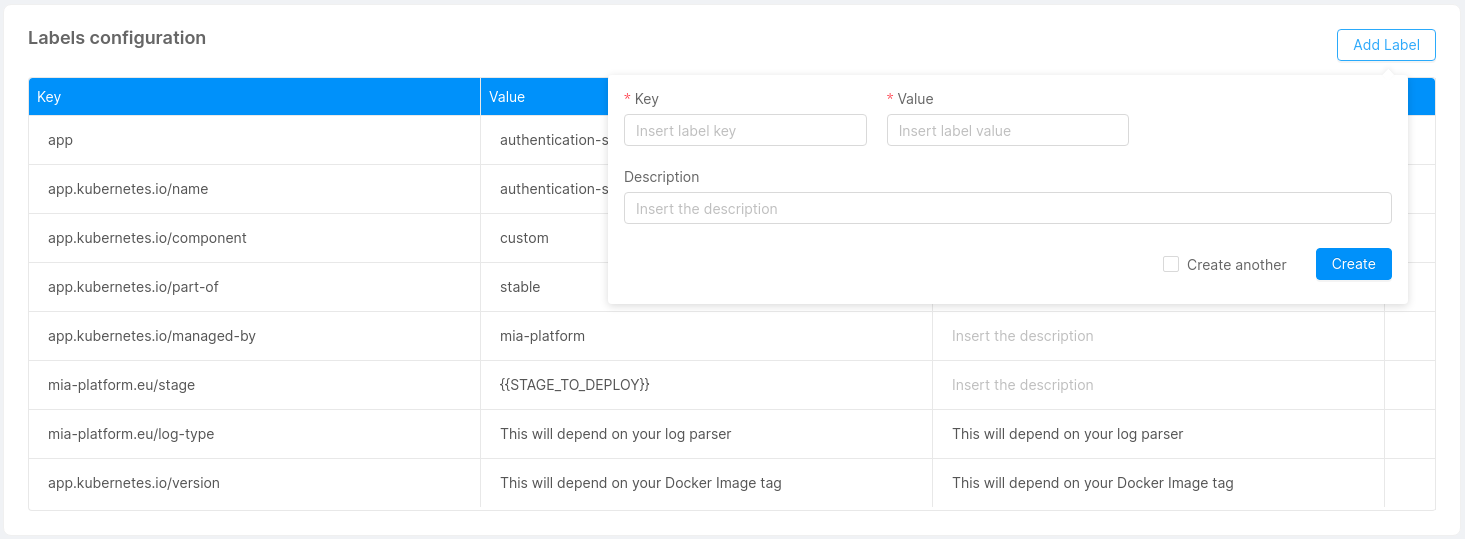 Labels configuration
Add Label
Key Value
* Key * Value
Insert label key Insert label value
Description
Insert the description
Create another Create
app authentication-s
app.kubernetes.io/name authentication-s
app.kubernetes.io/component custom
app.kubernetes.io/part-of stable
app.kubernetes.io/managed-by mia-platform Insert the description
mia-platform.eu/stage {{STAGE_TO_DEPLOY}} Insert the description
mia-platform.eu/log-type This will depend on your log parser This will depend on your log parser
app.kubernetes.io/version This will depend on your Docker Image tag This will depend on your Docker Image tag